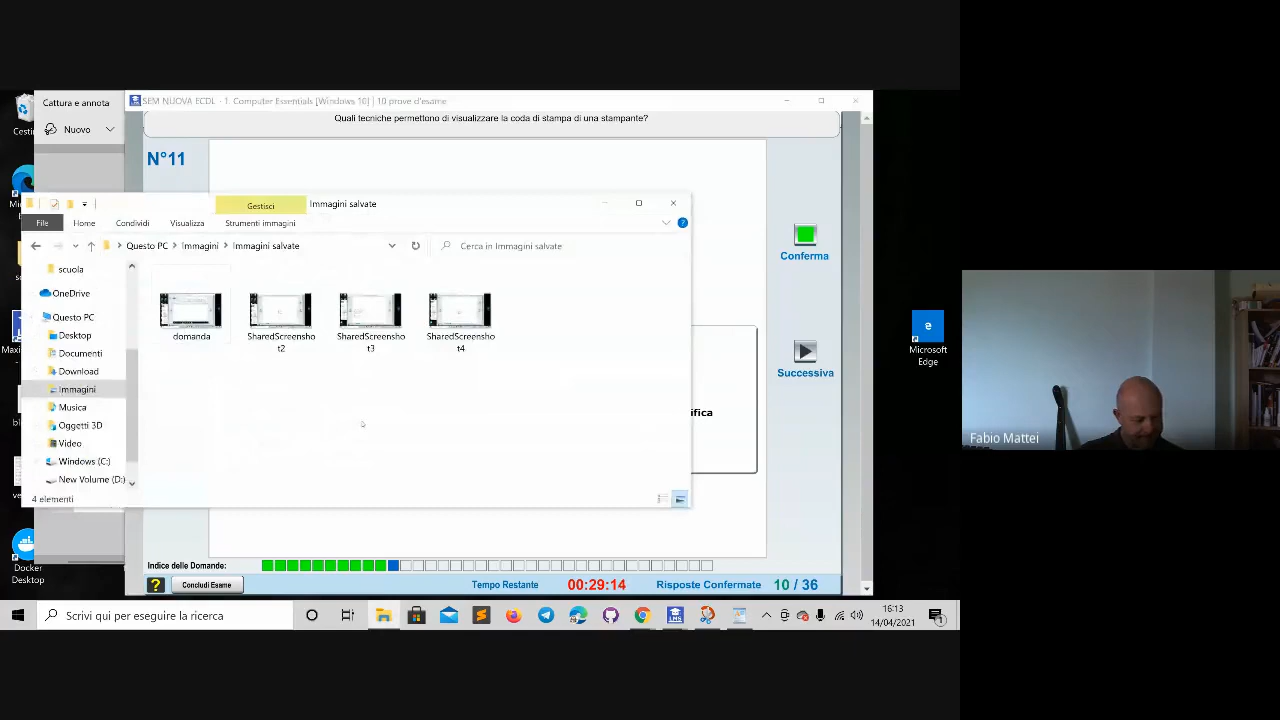 Cattura e annota
Nuovo
SEM NUOVA ECDL - 1. Computer Essentials [Windows 10] | 10 prove d'esame
Quali tecniche permettono di visualizzare la coda di stampa di una stampante?
N°11
Gestisci
Immagini salvate
File
Home
Condividi
Visualizza
Strumenti immagini
Questo PC
Immagini
Immagini salvate
Cerca in Immagini salvate
scuola
OneDrive
Questo PC
Desktop
Documenti
Download
Immagini
Musica
Oggetti 3D
Video
Windows (C:)
New Volume (D:)
domanda
SharedScreensho
t2
SharedScreensho
t3
SharedScreensho
t4
4 elementi
Conferma
Successiva
ifica
Indice delle Domande:
?
Concludi Esame
Tempo Restante
00:29:14
Risposte Confermate
10 / 36
Docker
Desktop
Microsoft
Edge
Scrivi qui per eseguire la ricerca
LMS
16:13
14/04/2021
Fabio Mattei